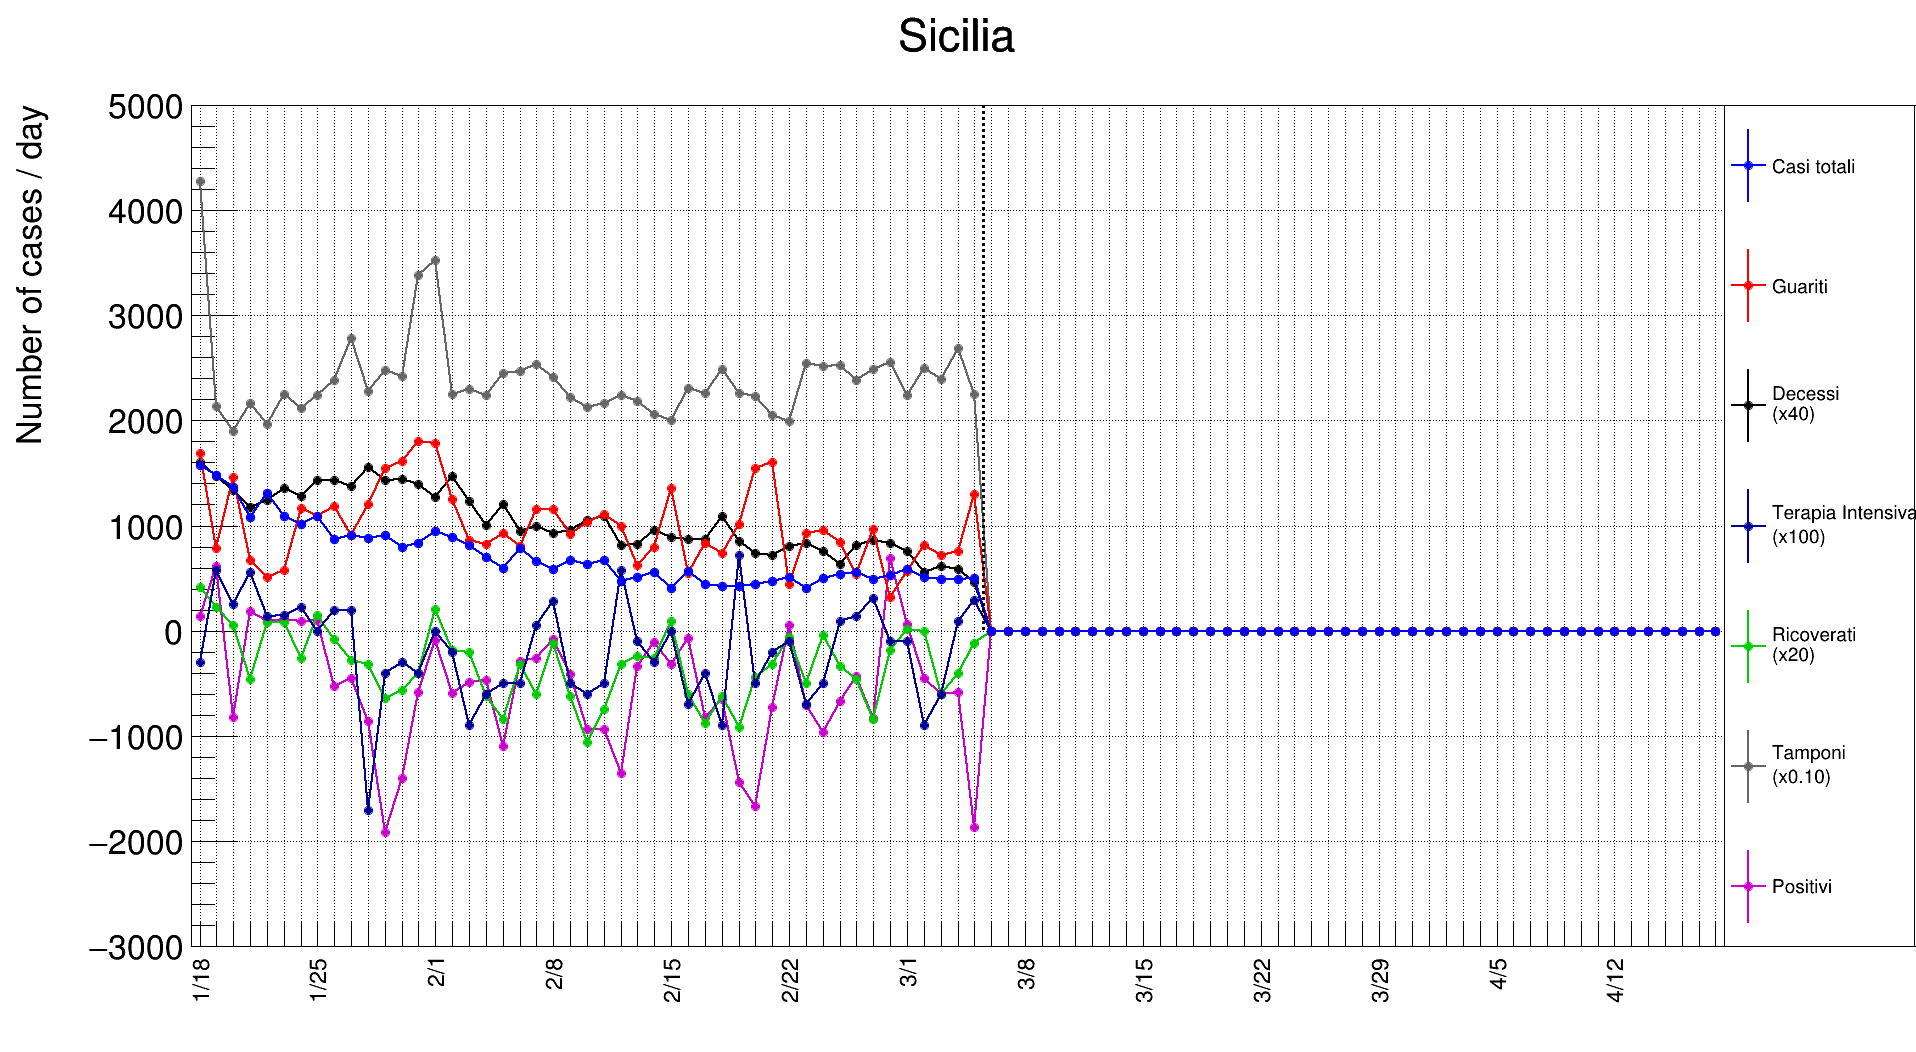 Sicilia
Number of cases / day
5000
4000
3000
2000
1000
0
−1000
−2000
−3000
1/18
1/25
2/1
2/8
2/15
2/22
3/1
3/8
3/15
3/22
3/29
4/5
4/12
Casi totali
Guariti
Decessi
(x40)
Terapia Intensiva
(x100)
Ricoverati
(x20)
Tamponi
(x0.10)
Positivi